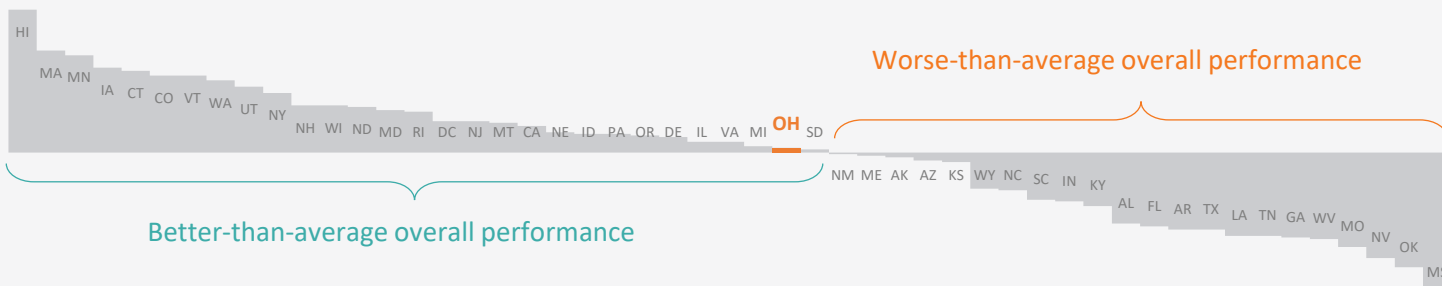 HI
MA MN
IA CT CO VT WA UT NY
NH WI ND MD RI DC NJ MT CA NE ID PA OR DE IL VA MI OH SD
Worse-than-average overall performance
NM ME AK AZ KS WY NC SC IN KY
AL FL AR TX LA TN GA WV MO NV OK
Better-than-average overall performance